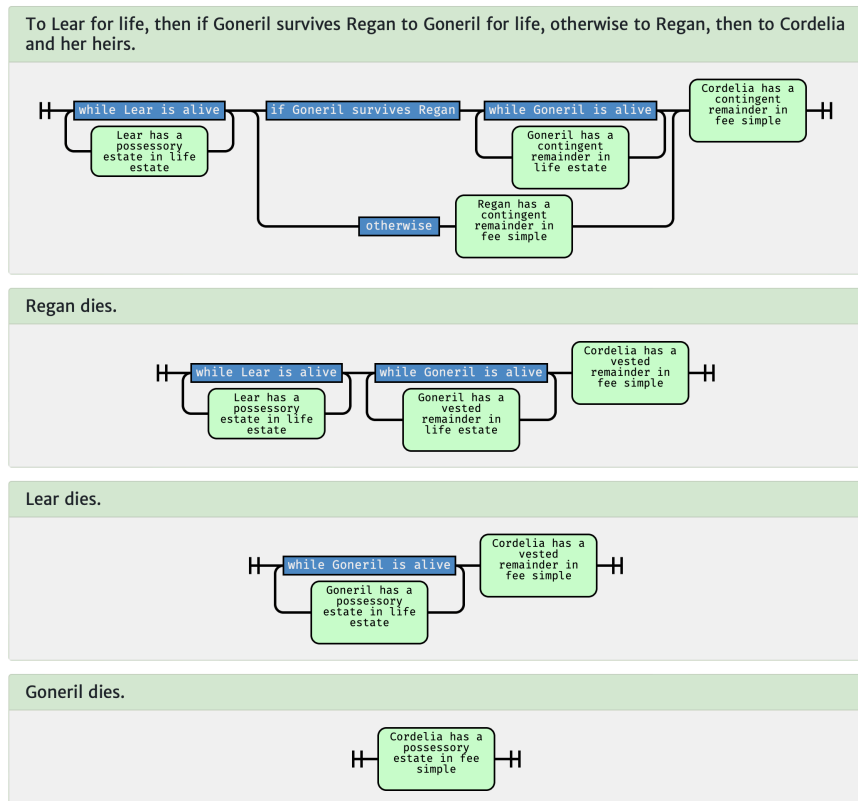 To Lear for life, then if Goneril survives Regan to Goneril for life, otherwise to Regan, then to Cordelia
and her heirs.
while Lear is alive
Lear has a
possessory
estate in life
estate
if Goneril survives Regan
while Goneril is alive
Goneril has a
contingent
remainder in
life estate
otherwise
Regan has a
contingent
remainder in
fee simple
Cordelia has a
contingent
remainder in
fee simple
Regan dies.
while Lear is alive
Lear has a
possessory
estate in life
estate
while Goneril is alive
Goneril has a
vested
remainder in
life estate
Cordelia has a
vested
remainder in
fee simple
Lear dies.
while Goneril is alive
Goneril has a
possessory
estate in life
estate
Cordelia has a
vested
remainder in
fee simple
Goneril dies.
Cordelia has a
possessory
estate in fee
simple